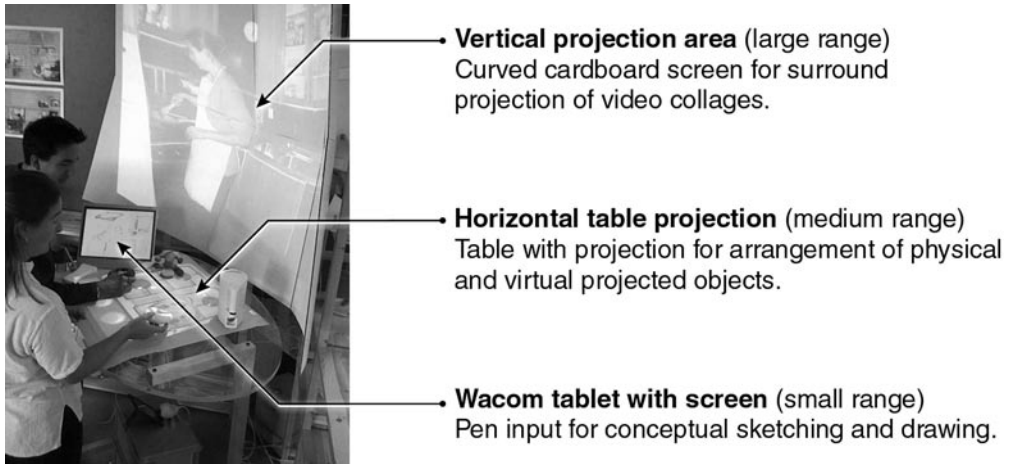 Vertical projection area (large range)
Curved cardboard screen for surround
projection of video collages.
Horizontal table projection (medium range)
Table with projection for arrangement of physical
and virtual projected objects.
Wacom tablet with screen (small range)
Pen input for conceptual sketching and drawing.